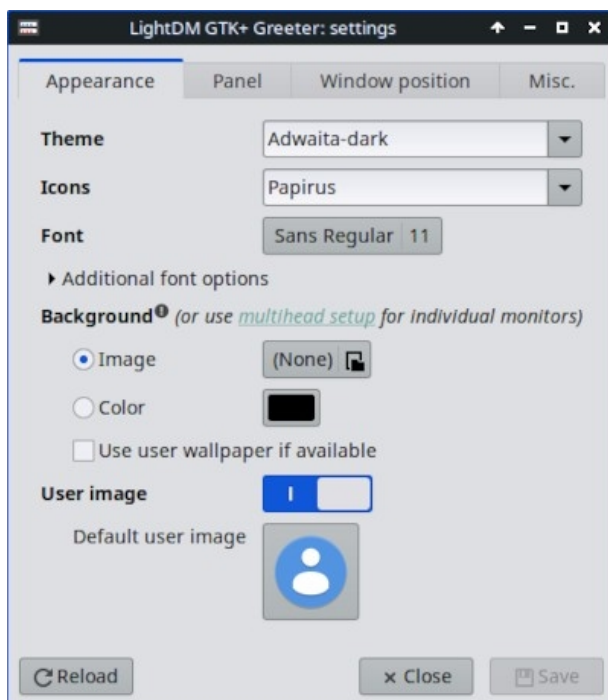 LightDM GTK+ Greeter: settings
Appearance Panel Window position Misc.
Theme Adwaita-dark
Icons Papirus
Font Sans Regular 11
Additional font options
Background (or use multihead setup for individual monitors)
Image (None)
Color
Use user wallpaper if available
User image
Default user image
Reload Close Save